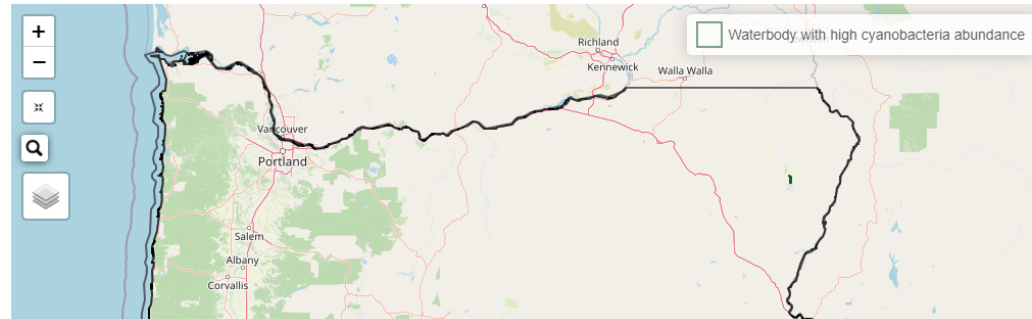 +
−
Waterbody with high cyanobacteria abundance
Richland
Kennewick
Walla Walla
Vancouver
Portland
Salem
Albany
Corvallis